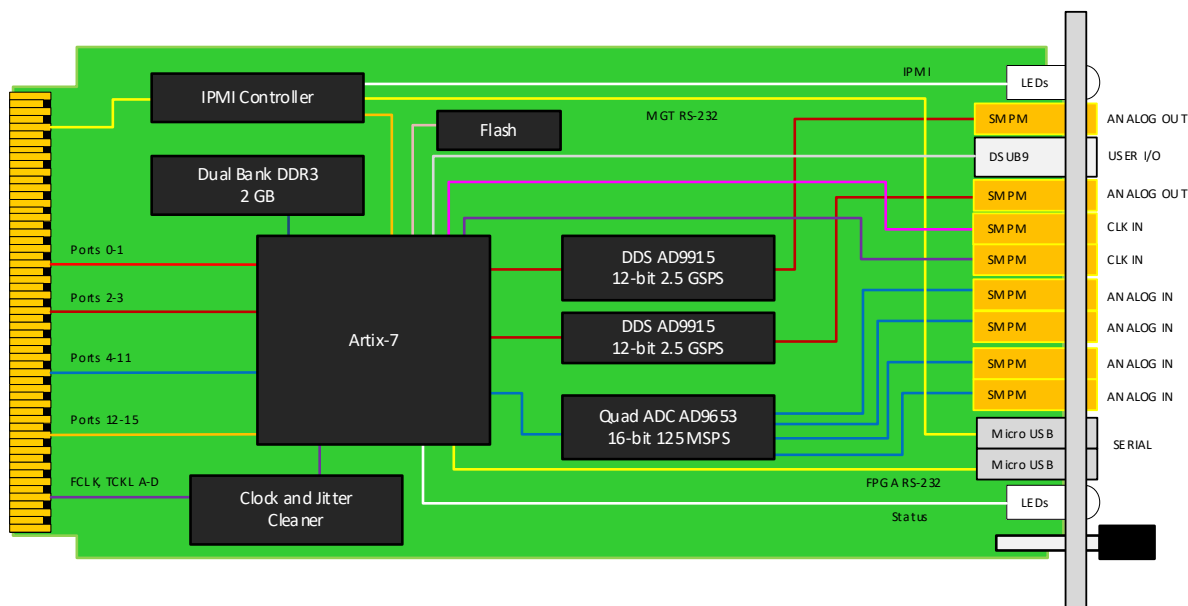 IPMI
LEDs
IPMI Controller
MGT RS-232
SMPM
ANALOG OUT
Flash
DSUB9
USER I/O
Dual Bank DDR3
2 GB
SMPM
ANALOG OUT
SMPM
CLK IN
Ports 0-1
DDS AD9915
12-bit 2.5 GSPS
SMPM
CLK IN
Ports 2-3
SMPM
ANALOG IN
DDS AD9915
12-bit 2.5 GSPS
SMPM
ANALOG IN
Artix-7
Ports 4-11
SMPM
ANALOG IN
SMPM
ANALOG IN
Quad ADC AD9653
16-bit 125 MSPS
Ports 12-15
Micro USB
SERIAL
Micro USB
FCLK, TCKL A-D
FPGA RS-232
Clock and Jitter
Cleaner
LEDs
Status